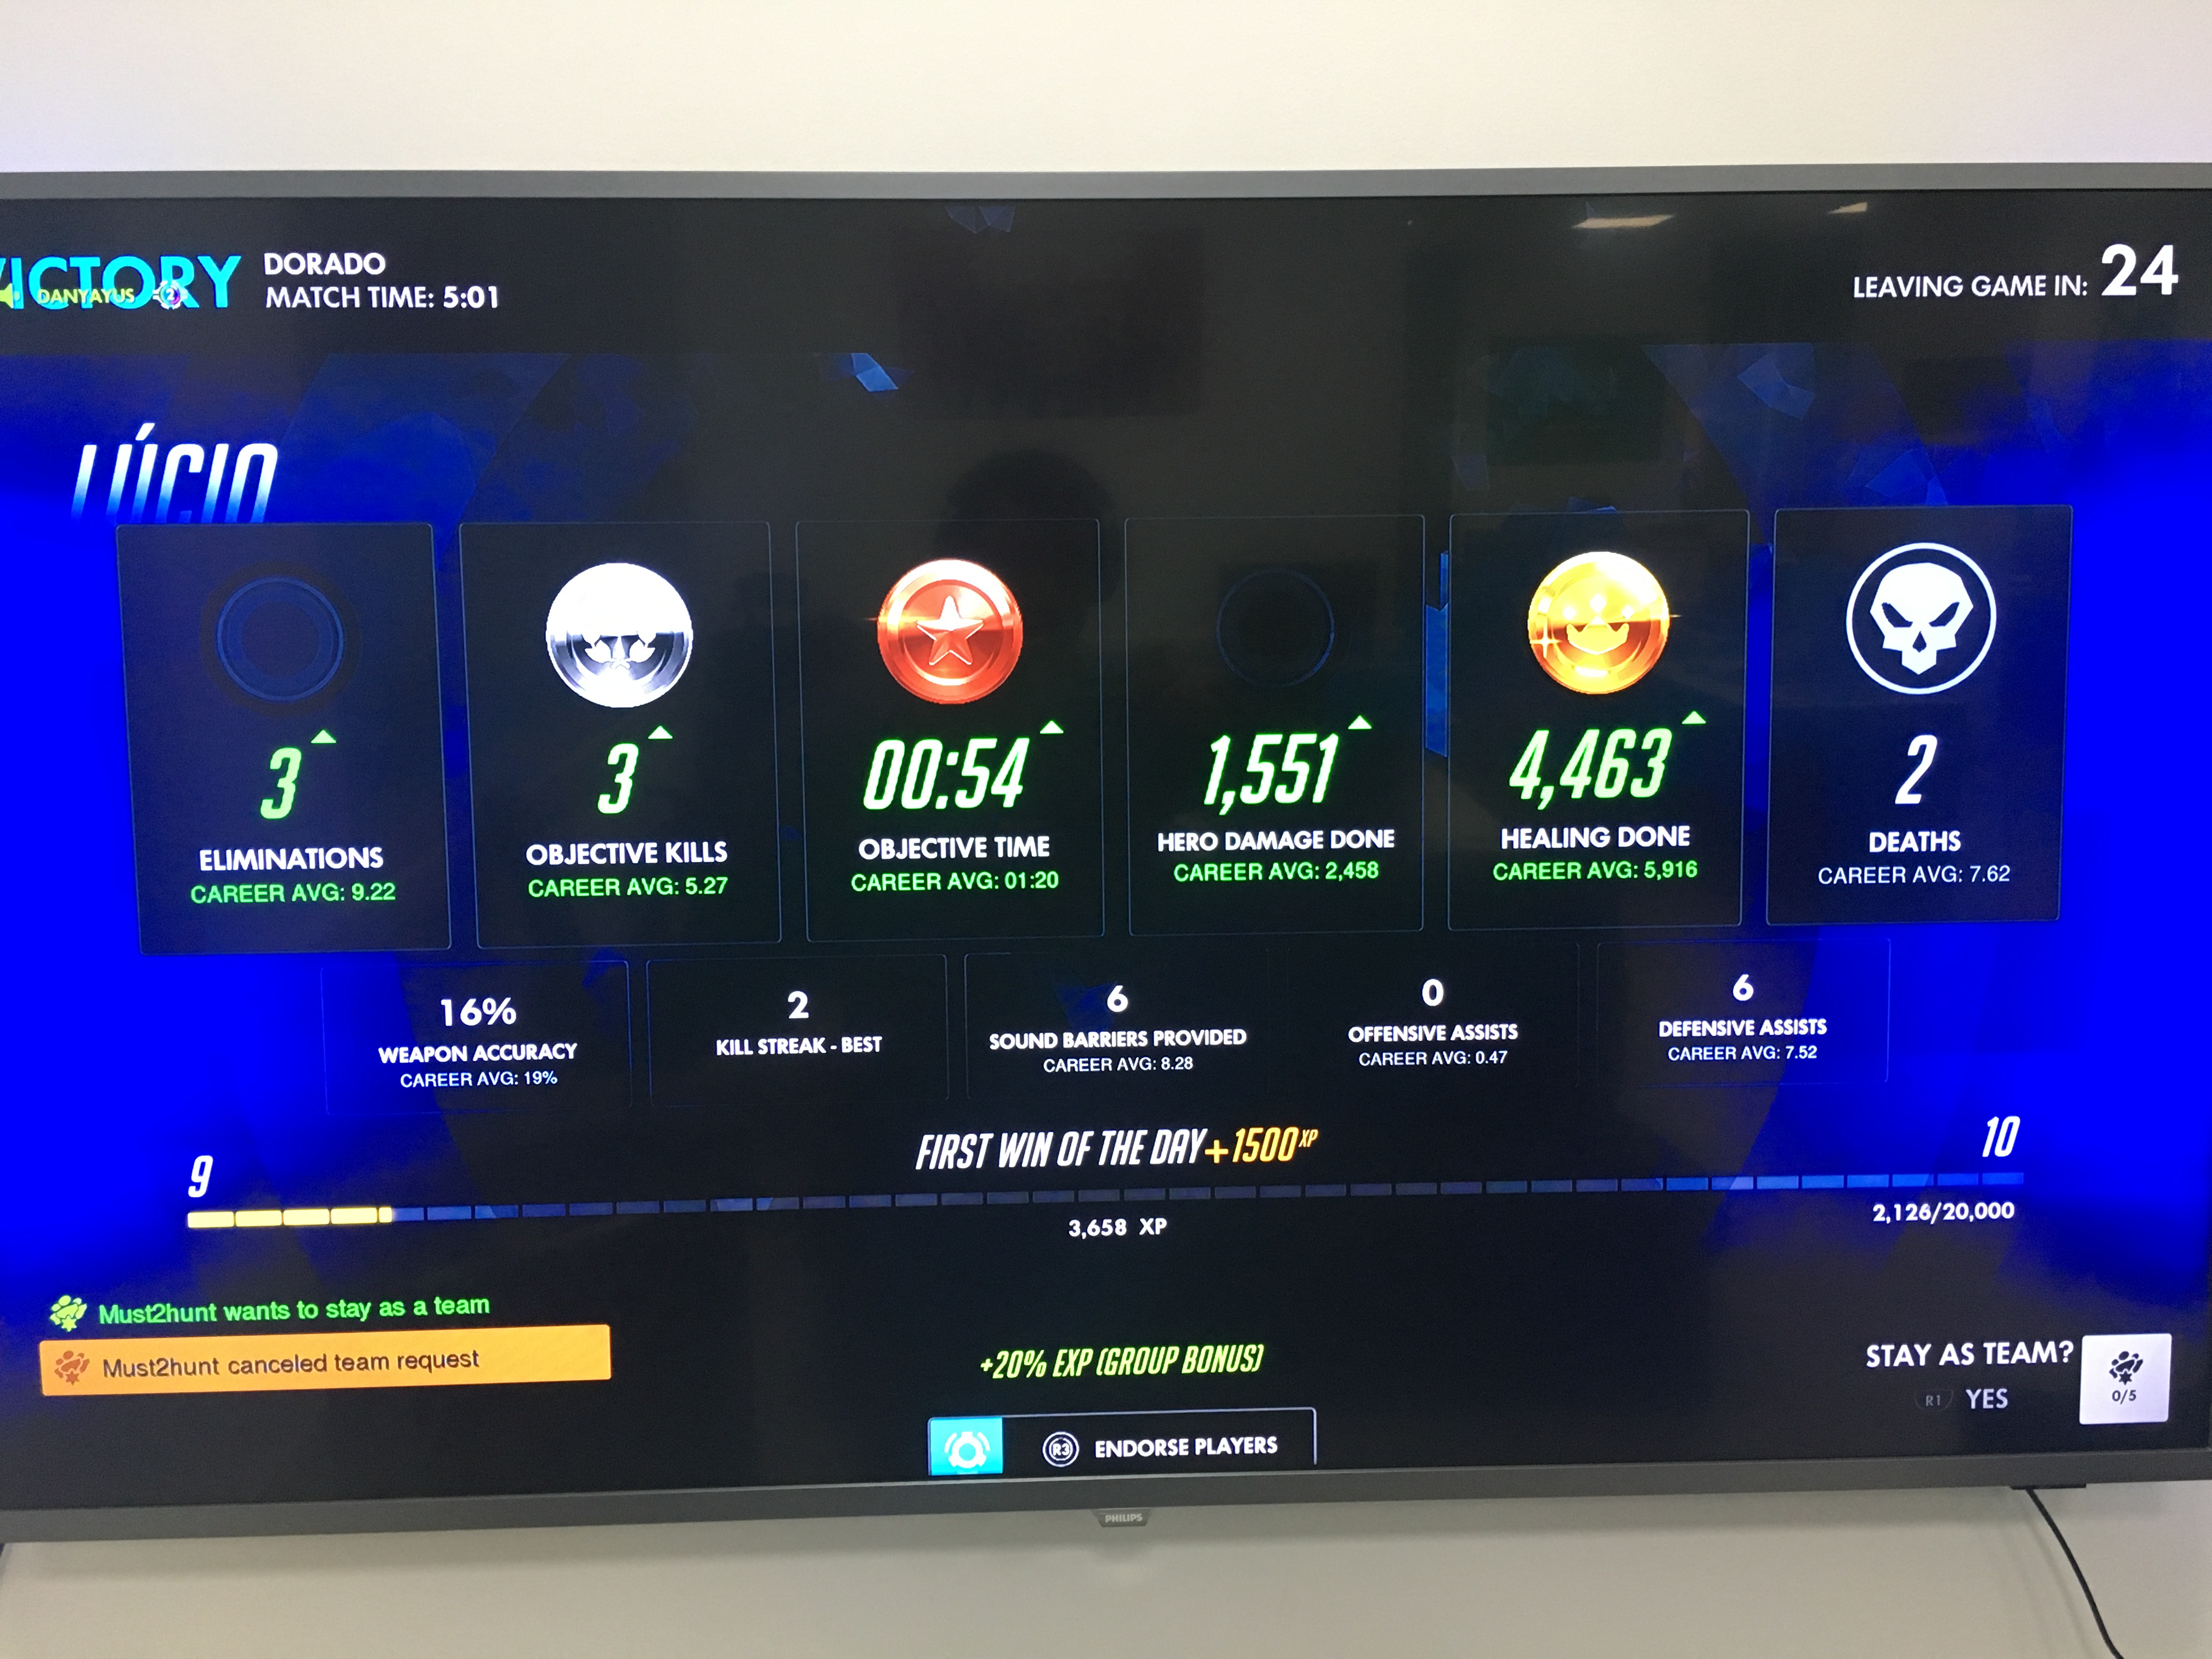 VICTORY
DANYAYUS 2
DORADO
MATCH TIME: 5:01
LEAVING GAME IN: 24
LÚCIO
3
ELIMINATIONS
CAREER AVG: 9.22
3
OBJECTIVE KILLS
CAREER AVG: 5.27
00:54
OBJECTIVE TIME
CAREER AVG: 01:20
1,551
HERO DAMAGE DONE
CAREER AVG: 2,458
4,463
HEALING DONE
CAREER AVG: 5,916
2
DEATHS
CAREER AVG: 7.62
16%
WEAPON ACCURACY
CAREER AVG: 19%
2
KILL STREAK - BEST
6
SOUND BARRIERS PROVIDED
CAREER AVG: 8.28
0
OFFENSIVE ASSISTS
CAREER AVG: 0.47
6
DEFENSIVE ASSISTS
CAREER AVG: 7.52
FIRST WIN OF THE DAY +1500 XP
9
10
3,658 XP
2,126/20,000
Must2hunt wants to stay as a team
Must2hunt canceled team request
+20% EXP (GROUP BONUS)
STAY AS TEAM?
R1 YES
0/5
R3 ENDORSE PLAYERS
PHILIPS